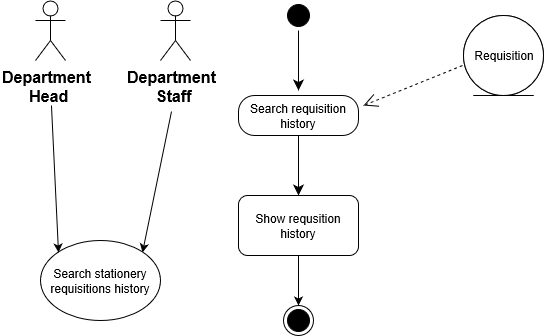 Department
Head
Department
Staff
Search stationery
requisitions history
Search requisition
history
Show requsition
history
Requisition